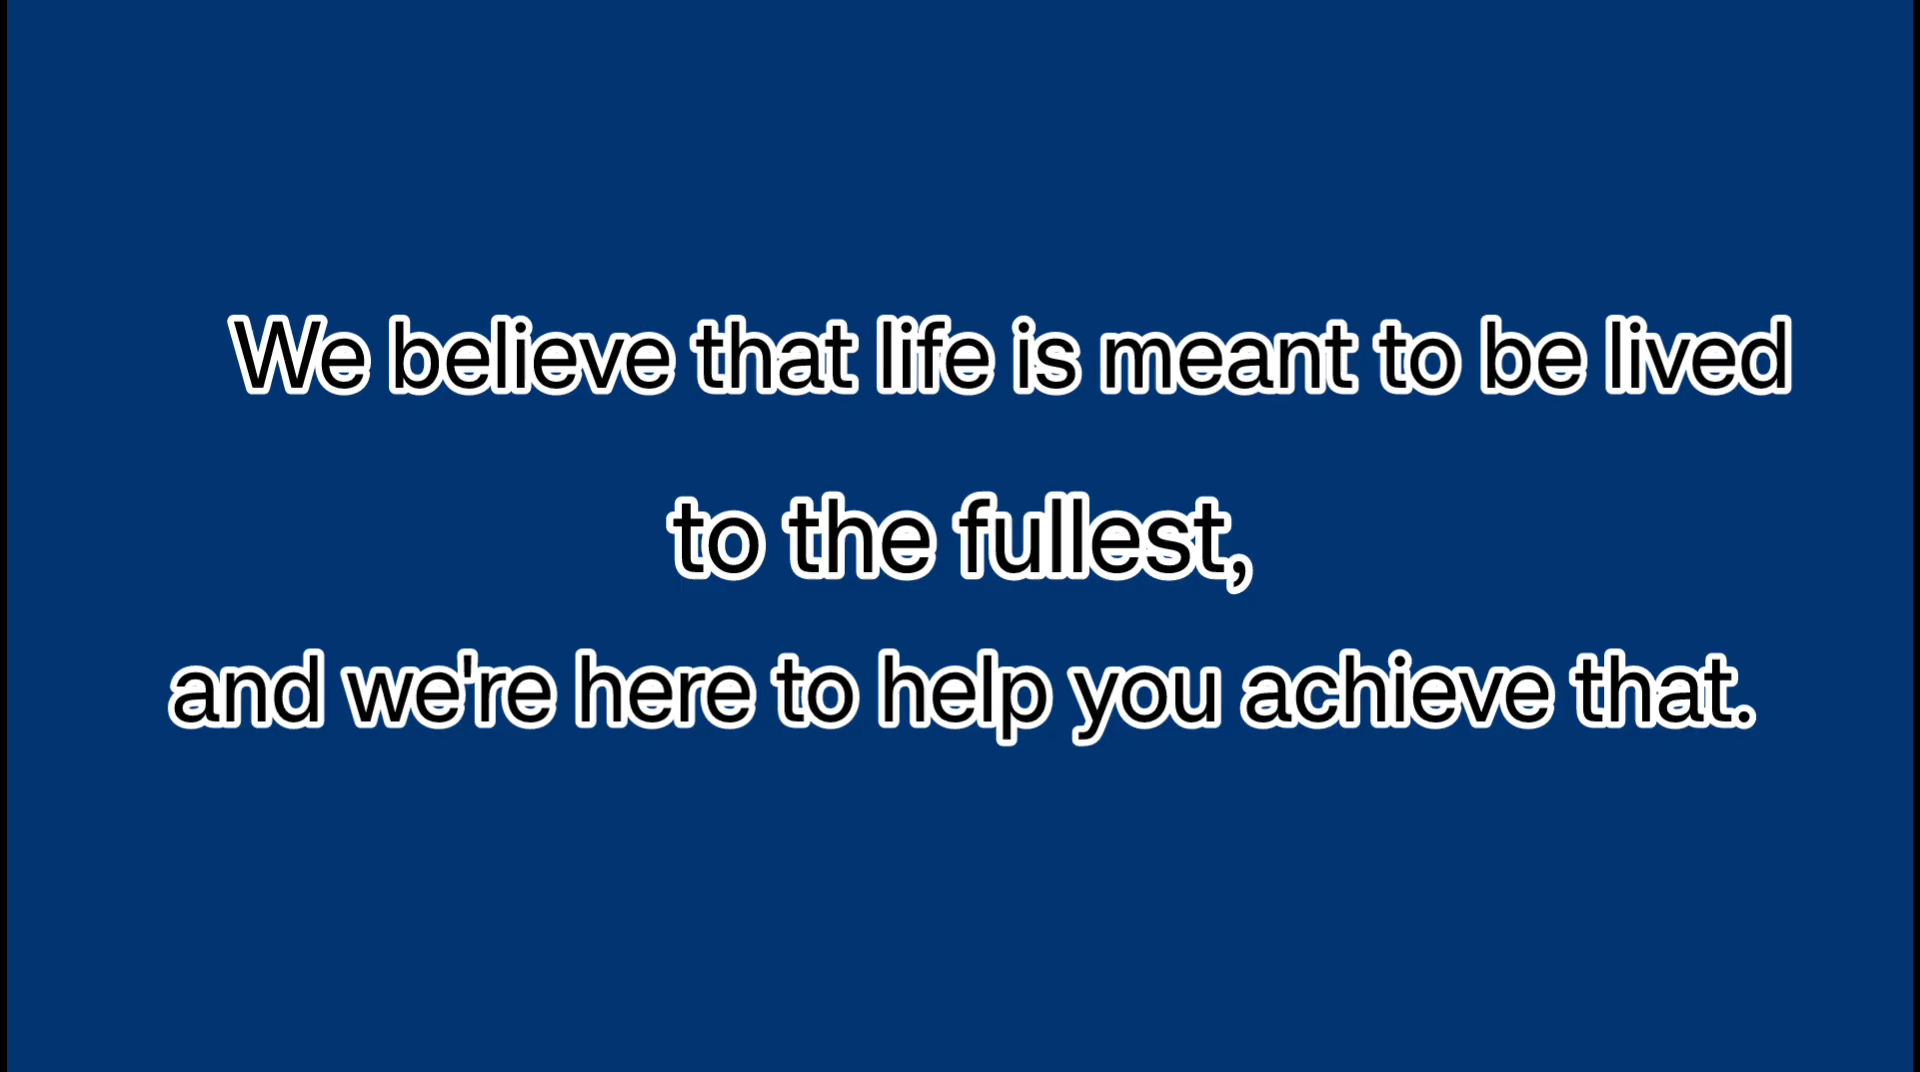 We believe that life is meant to be lived
to the fullest,
and we're here to help you achieve that.